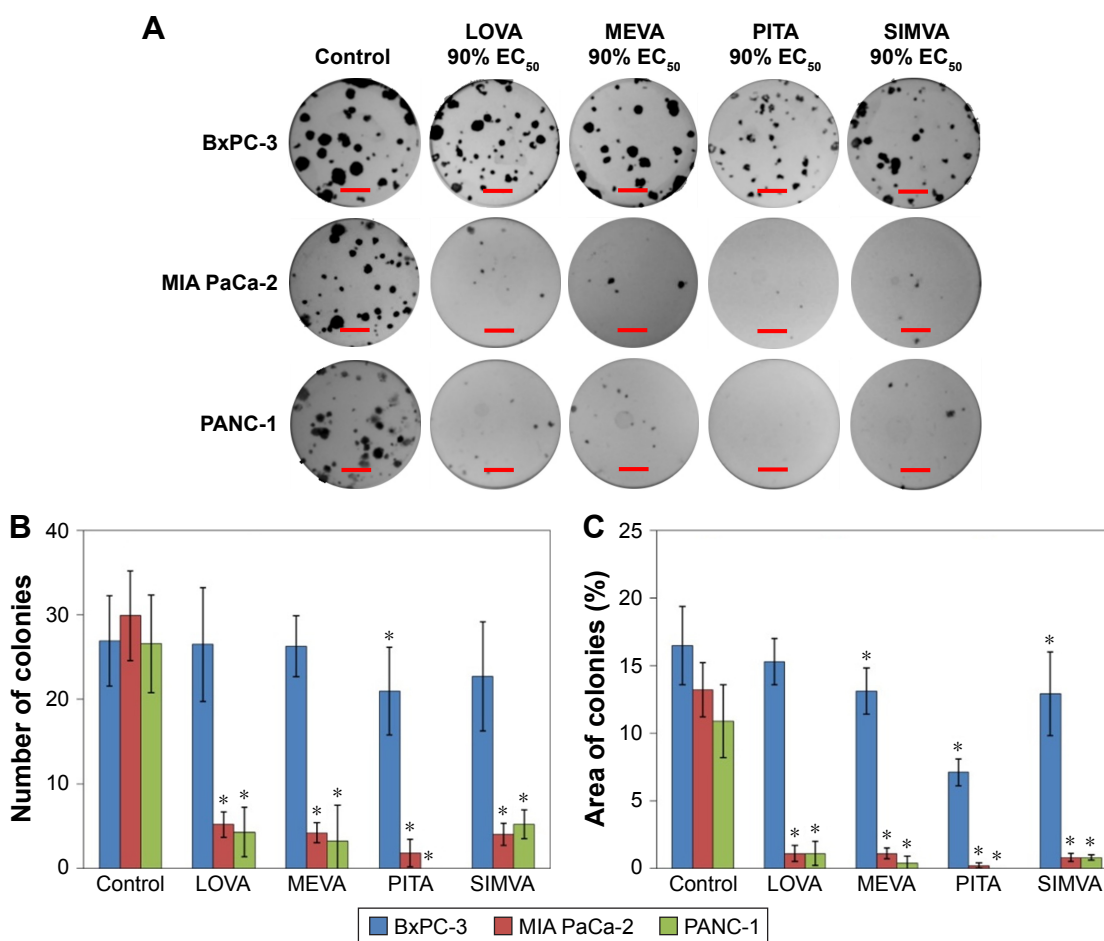 A
Control
LOVA
90% EC50
MEVA
90% EC50
PITA
90% EC50
SIMVA
90% EC50
BxPC-3
MIA PaCa-2
PANC-1
B
Number of colonies
40
30
20
10
0
* * * * * * * * *
Control LOVA MEVA PITA SIMVA
C
Area of colonies (%)
25
20
15
10
5
0
* * * * * * * * * * *
Control LOVA MEVA PITA SIMVA
BxPC-3 MIA PaCa-2 PANC-1